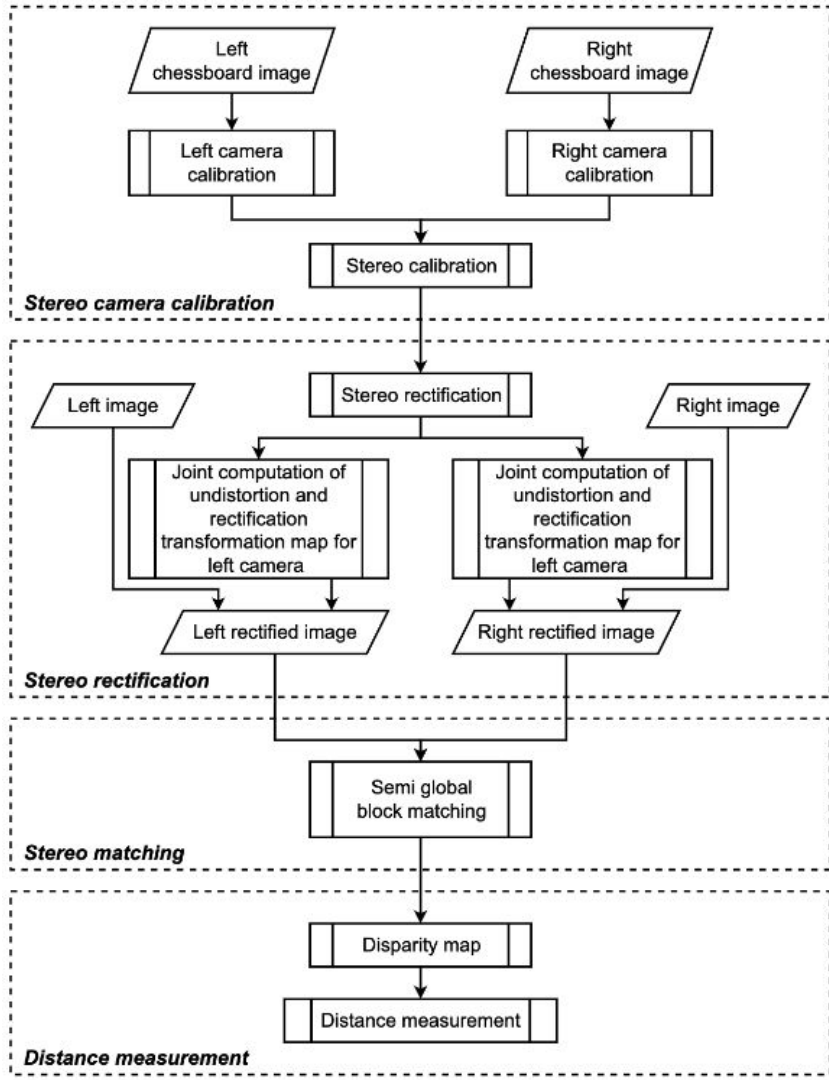 Left
chessboard image
Right
chessboard image
Left camera
calibration
Right camera
calibration
Stereo calibration
Stereo camera calibration
Stereo rectification
Left image
Right image
Joint computation of
undistortion and
rectification
transformation map for
left camera
Joint computation of
undistortion and
rectification
transformation map for
left camera
Left rectified image
Right rectified image
Stereo rectification
Semi global
block matching
Stereo matching
Disparity map
Distance measurement
Distance measurement